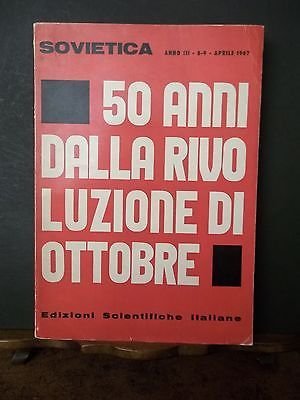 SOVIETICA ANNO III - 8-9 - APRILE 1967
50 ANNI
DALLA RIVO
LUZIONE DI
OTTOBRE
Edizioni Scientifiche Italiane